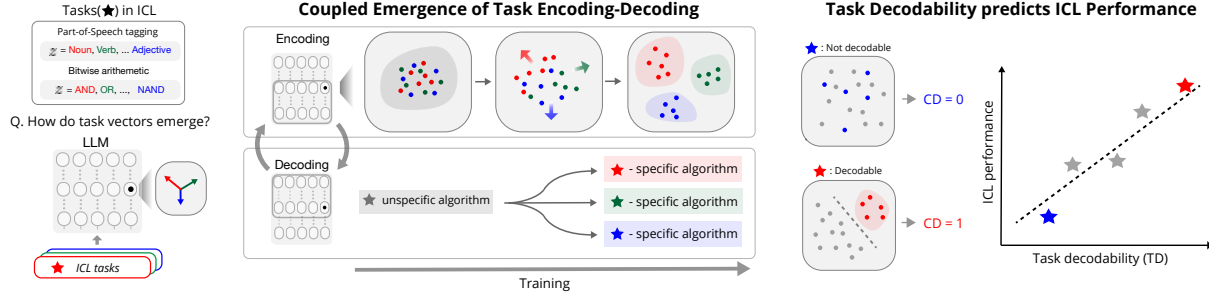 Tasks(★) in ICL
Part-of-Speech tagging
z = Noun, Verb, ... Adjective
Bitwise arithemetic
z = AND, OR, ..., NAND
Q. How do task vectors emerge?
LLM
★ ICL tasks
Coupled Emergence of Task Encoding-Decoding
Encoding
Decoding
★ unspecific algorithm
★ - specific algorithm
★ - specific algorithm
★ - specific algorithm
Training
Task Decodability predicts ICL Performance
★ : Not decodable
CD = 0
★ : Decodable
CD = 1
ICL performance
Task decodability (TD)